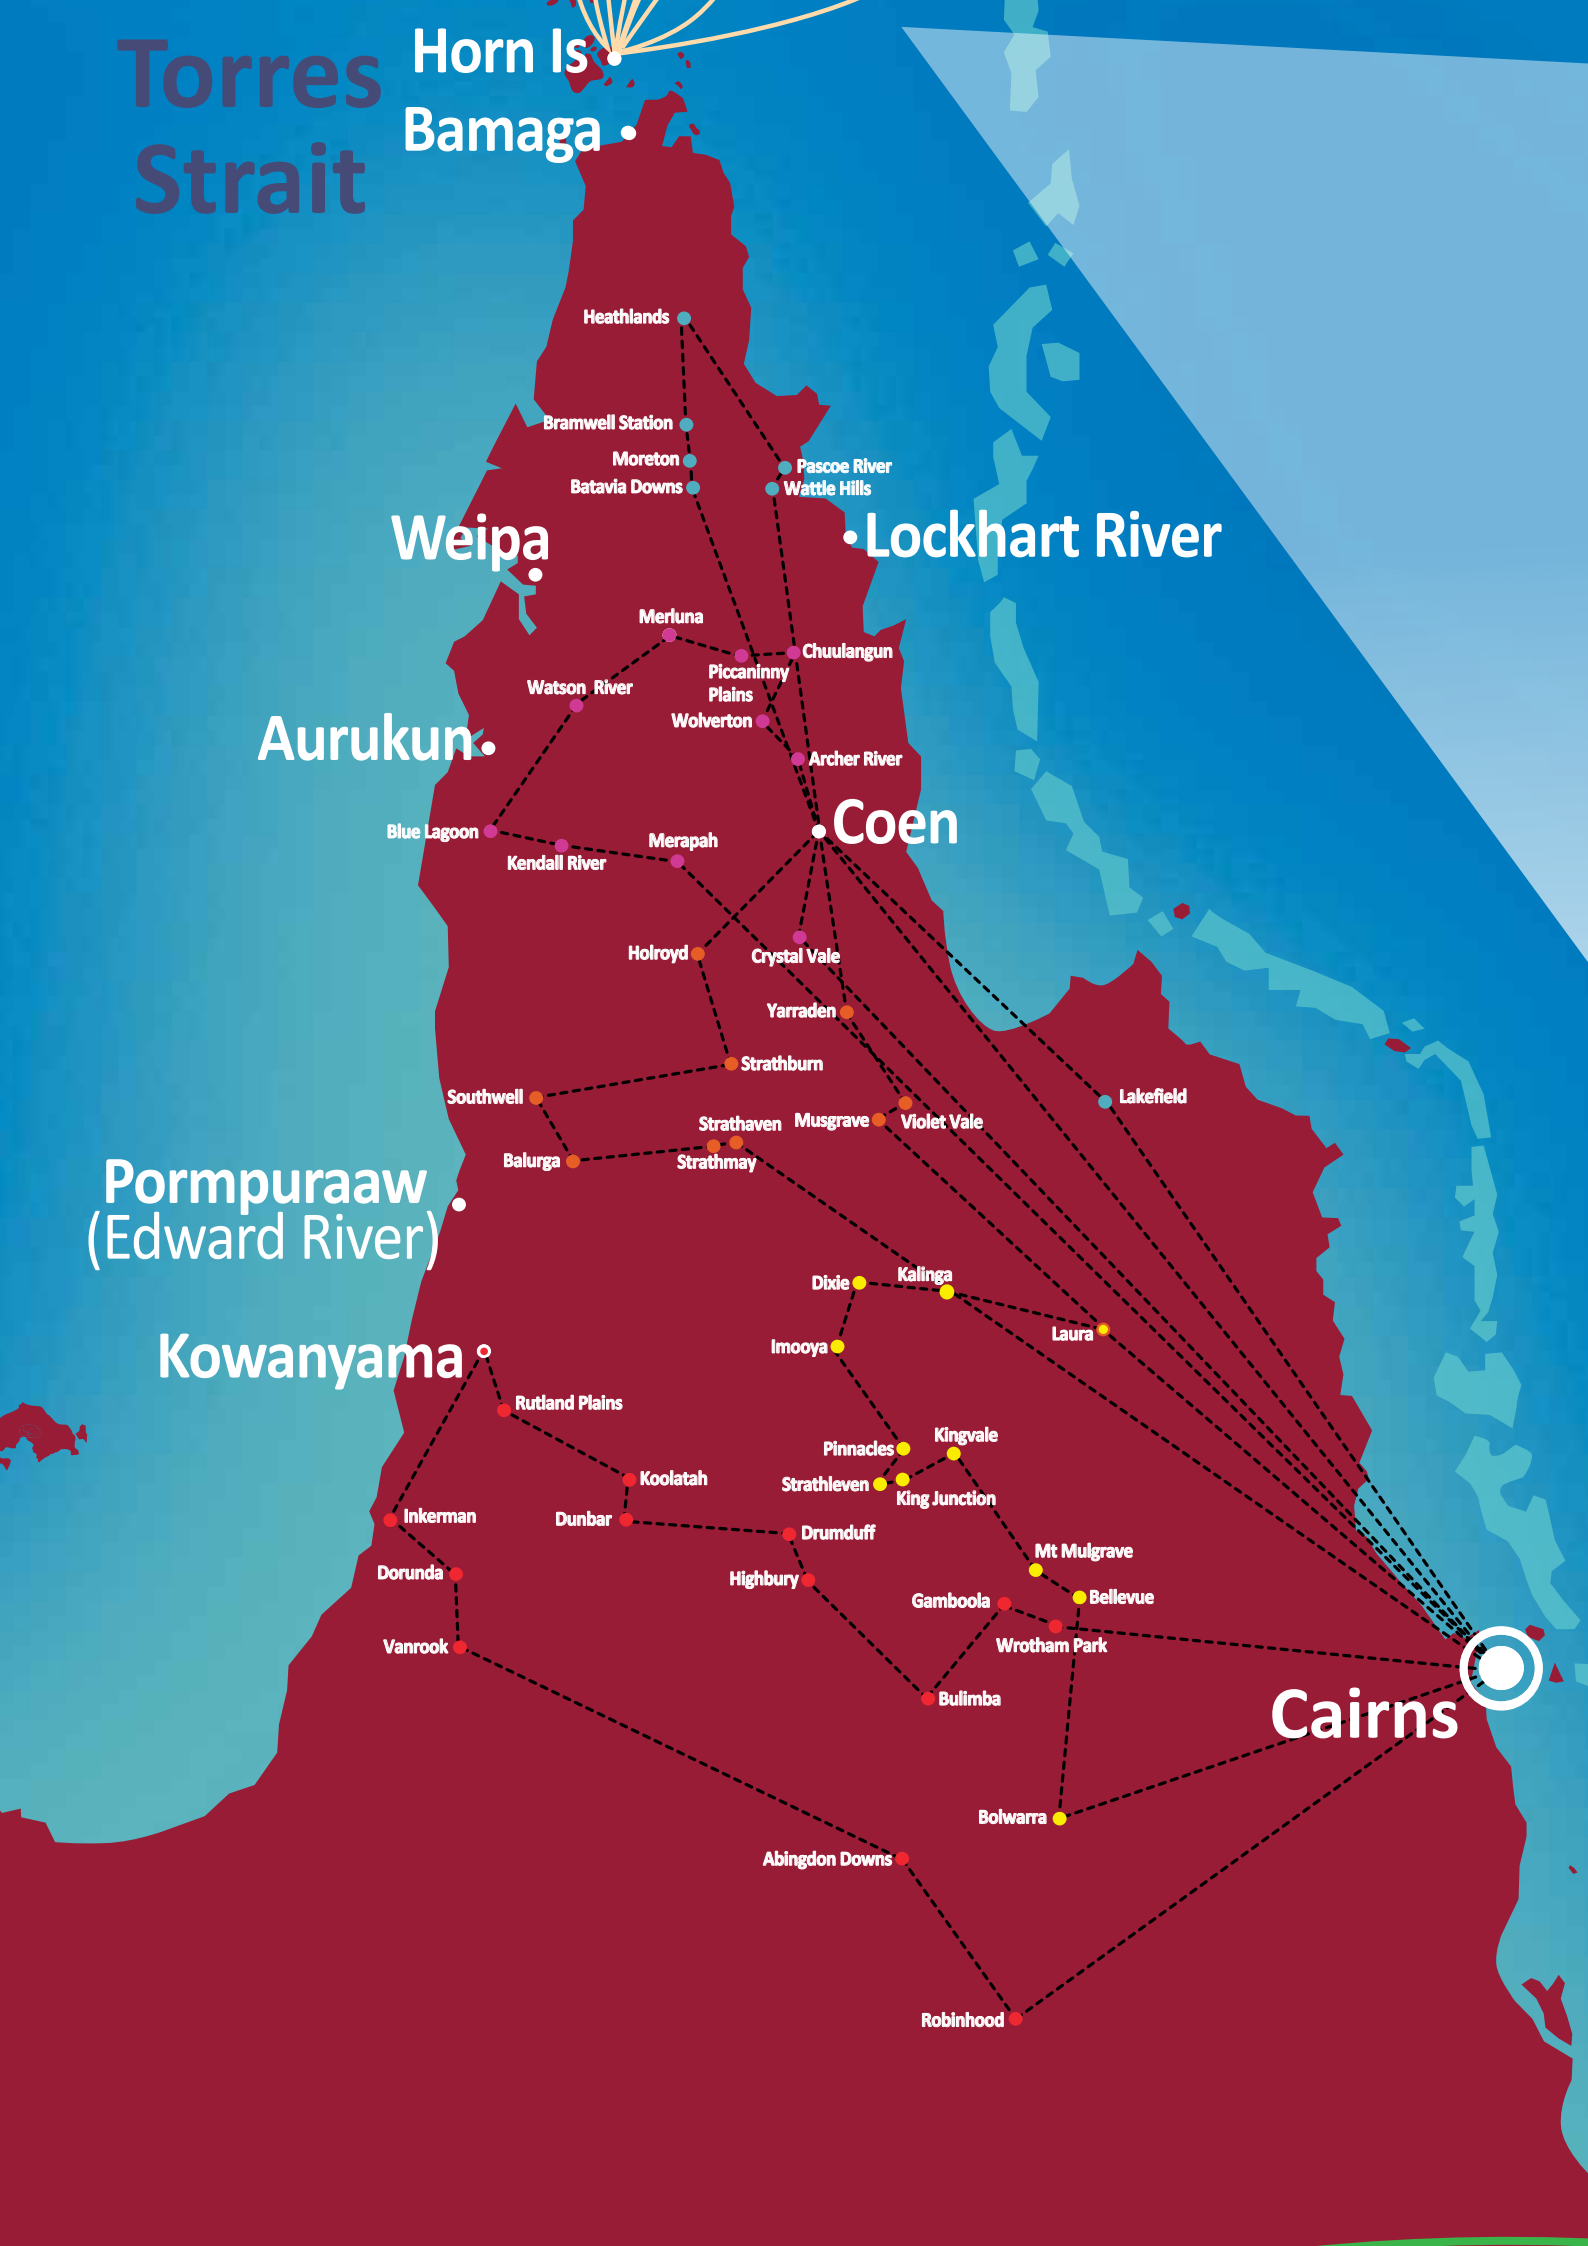 Torres
Strait
Horn Is
Bamaga
Heathlands
Bramwell Station
Moreton
Pascoe River
Batavia Downs
Wattle Hills
Weipa
Lockhart River
Merluna
Chuulangun
Piccaninny
Plains
Watson River
Wolverton
Aurukun
Archer River
Coen
Blue Lagoon
Merapah
Kendall River
Holroyd
Crystal Vale
Yarraden
Strathburn
Southwell
Lakefield
Strathaven
Musgrave
Violet Vale
Balurga
Strathmay
Pormpuraaw
(Edward River)
Dixie
Kalinga
Laura
Imooya
Kowanyama
Rutland Plains
Kingvale
Pinnacles
Koolatah
Strathleven
King Junction
Inkerman
Dunbar
Drumduff
Mt Mulgrave
Dorunda
Highbury
Bellevue
Gamboola
Vanrook
Wrotham Park
Bulimba
Cairns
Bolwarra
Abingdon Downs
Robinhood